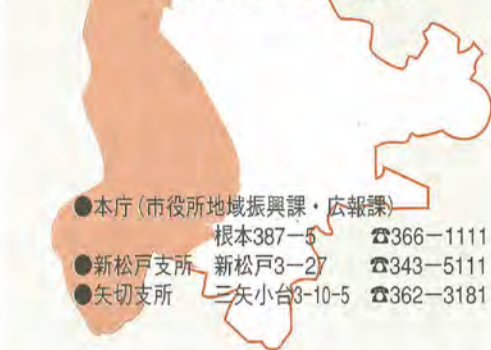 ●本庁(市役所地域振興課・広報課)
根本387−5 ☎366−1111
●新松戸支所 新松戸3−27 ☎343−5111
●矢切支所 三矢小台3-10-5 ☎362−3181